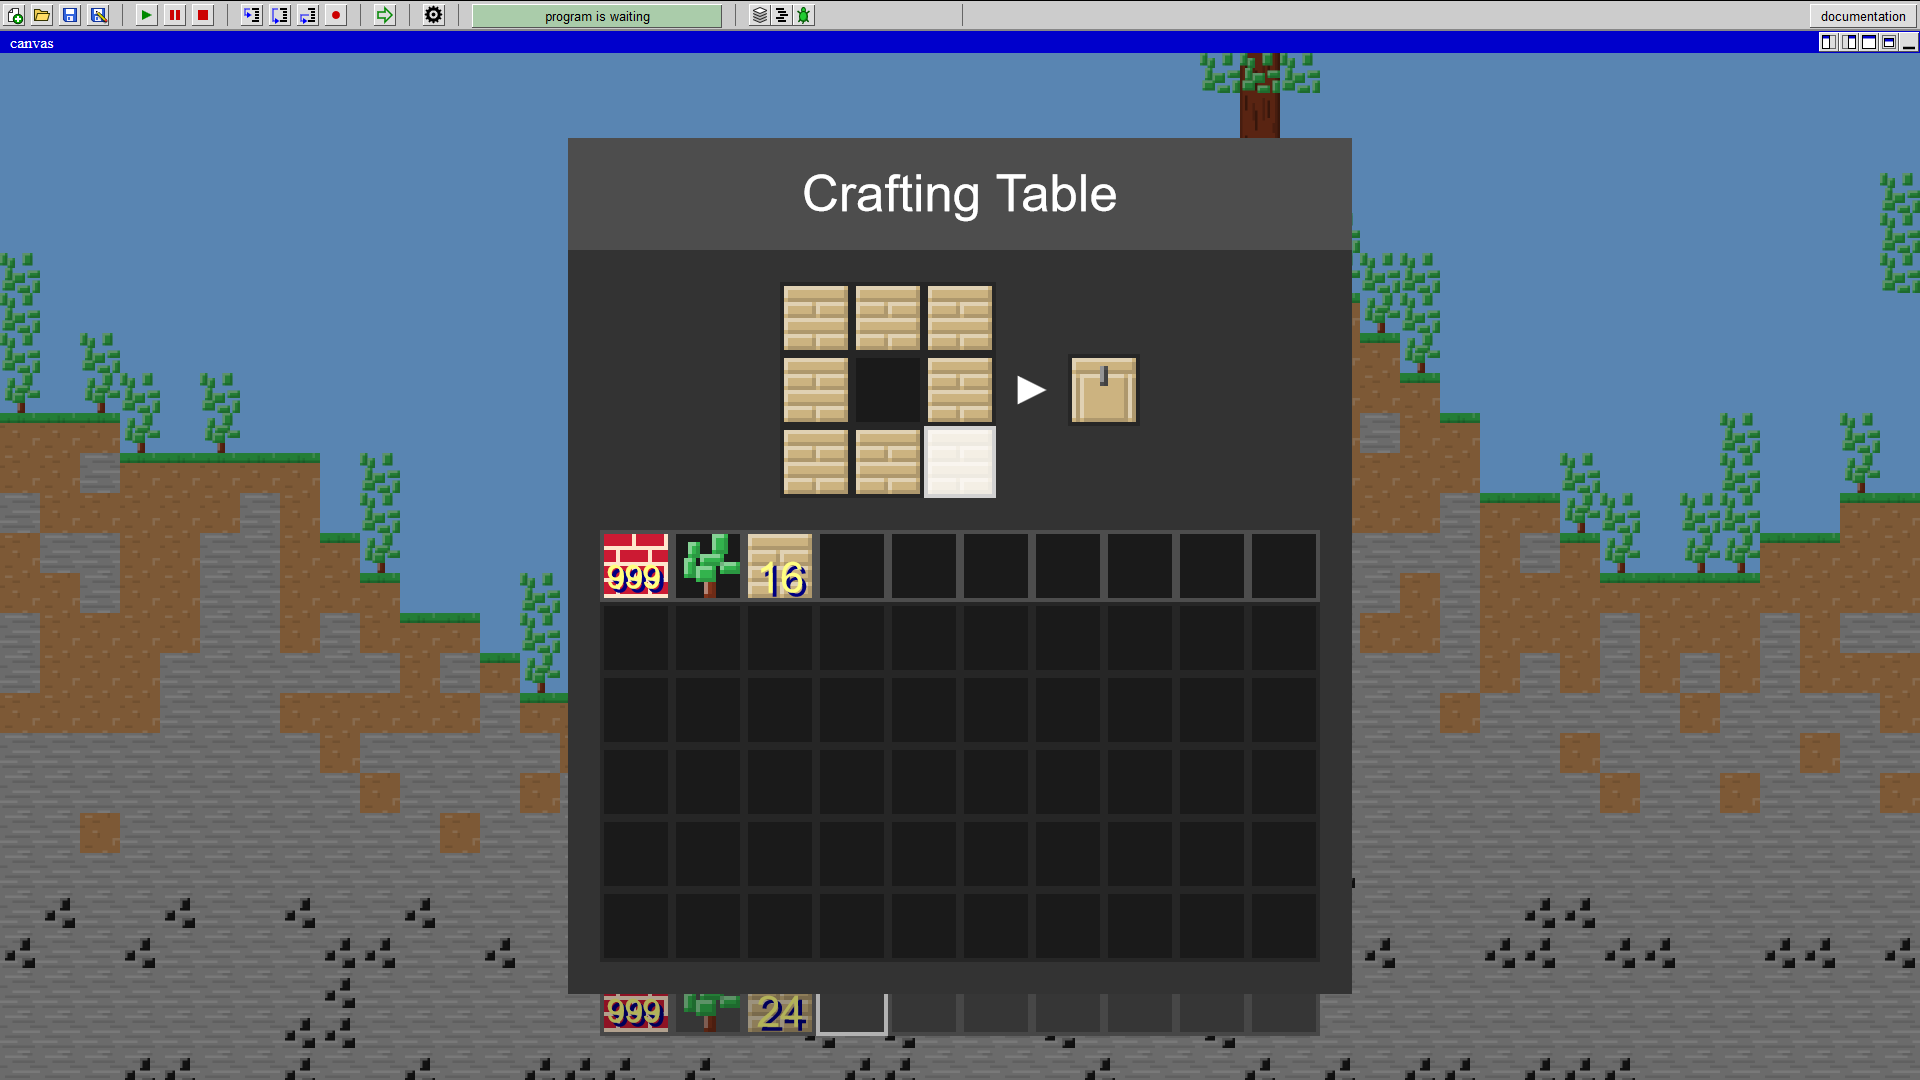 program is waiting
documentation
canvas
Crafting Table
999
16
999
24